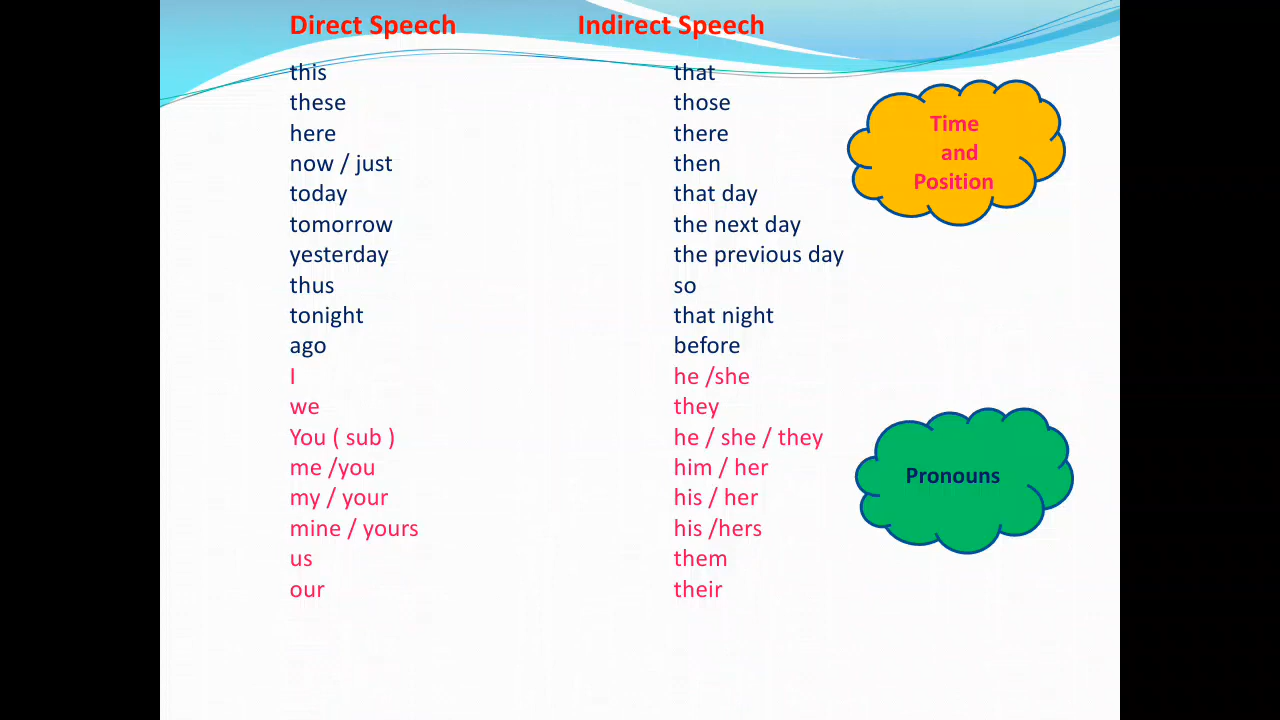 Direct Speech Indirect Speech
this that
these those
here there
now / just then
today that day
tomorrow the next day
yesterday the previous day
thus so
tonight that night
ago before
I he /she
we they
You ( sub ) he / she / they
me /you him / her
my / your his / her
mine / yours his /hers
us them
our their
Time
and
Position
Pronouns